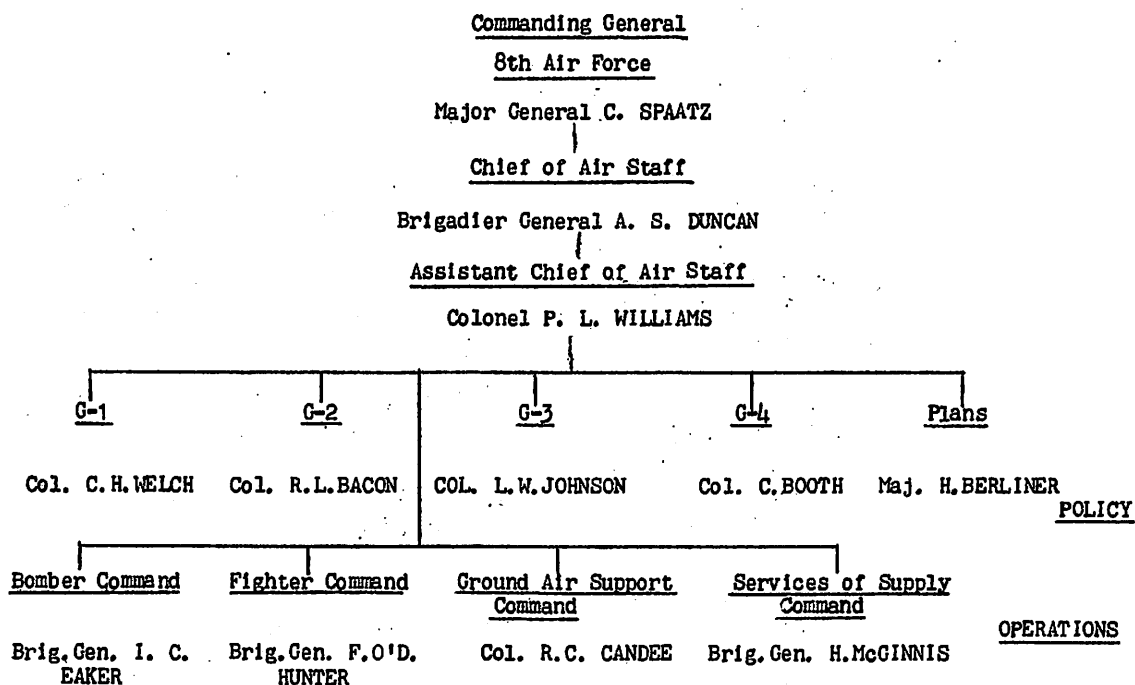 Commanding General
8th Air Force
Major General C. SPAATZ
Chief of Air Staff
Brigadier General A. S. DUNCAN
Assistant Chief of Air Staff
Colonel P. L. WILLIAMS
G-1 G-2 G-3 G-4 Plans
Col. C.H.WELCH Col. R.L.BACON COL. L.W.JOHNSON Col. C.BOOTH Maj. H.BERLINER
POLICY
Bomber Command Fighter Command Ground Air Support Services of Supply
Command Command
OPERATIONS
Brig.Gen. I. C. Brig.Gen. F.O'D. Col. R.C. CANDEE Brig.Gen. H.McGINNIS
EAKER HUNTER